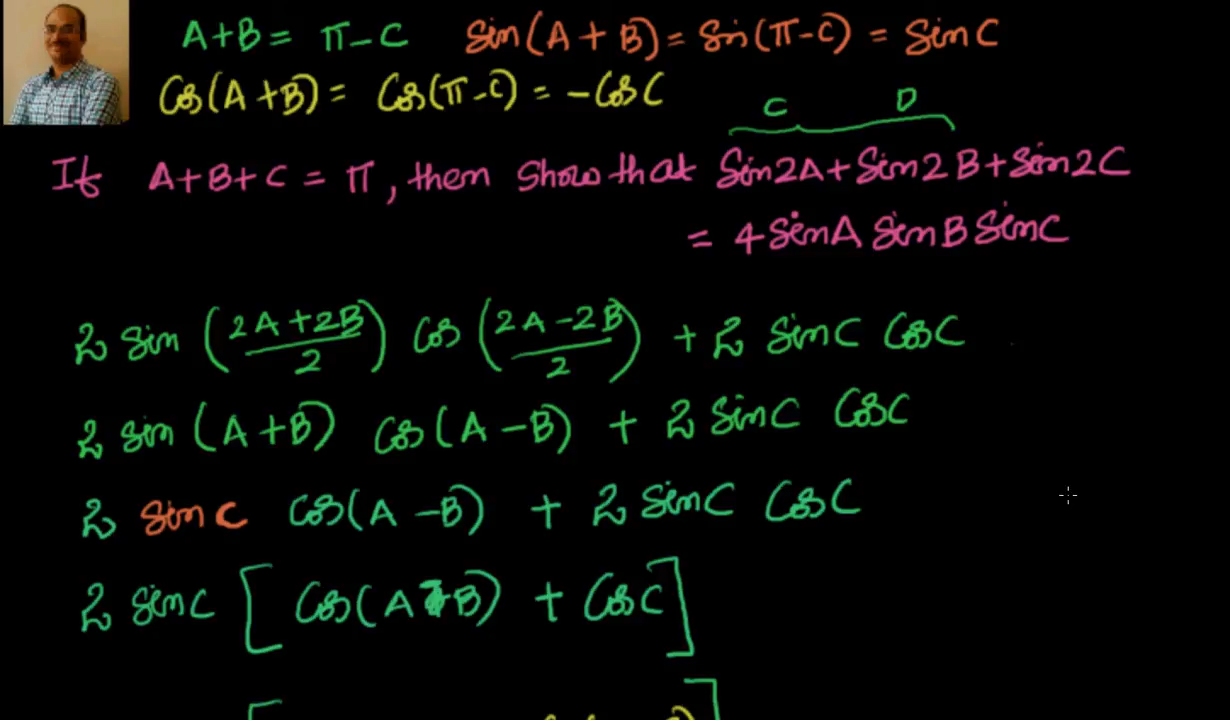 A+B = π-C Sin(A + B) = Sin(π-C) = Sin C
Cos(A+B) = Cos(π-C) = -Cos C
C D
If A+B+C = π, then show that Sin2A+Sin2B+Sin2C
= 4 SinA SinB SinC
2 Sin (2A+2B/2) Cos (2A-2B/2) + 2 SinC CosC
2 Sin (A+B) Cos(A-B) + 2 SinC CosC
2 Sin C Cos(A-B) + 2 SinC CosC
2 SinC [ Cos(A-B) + CosC ]